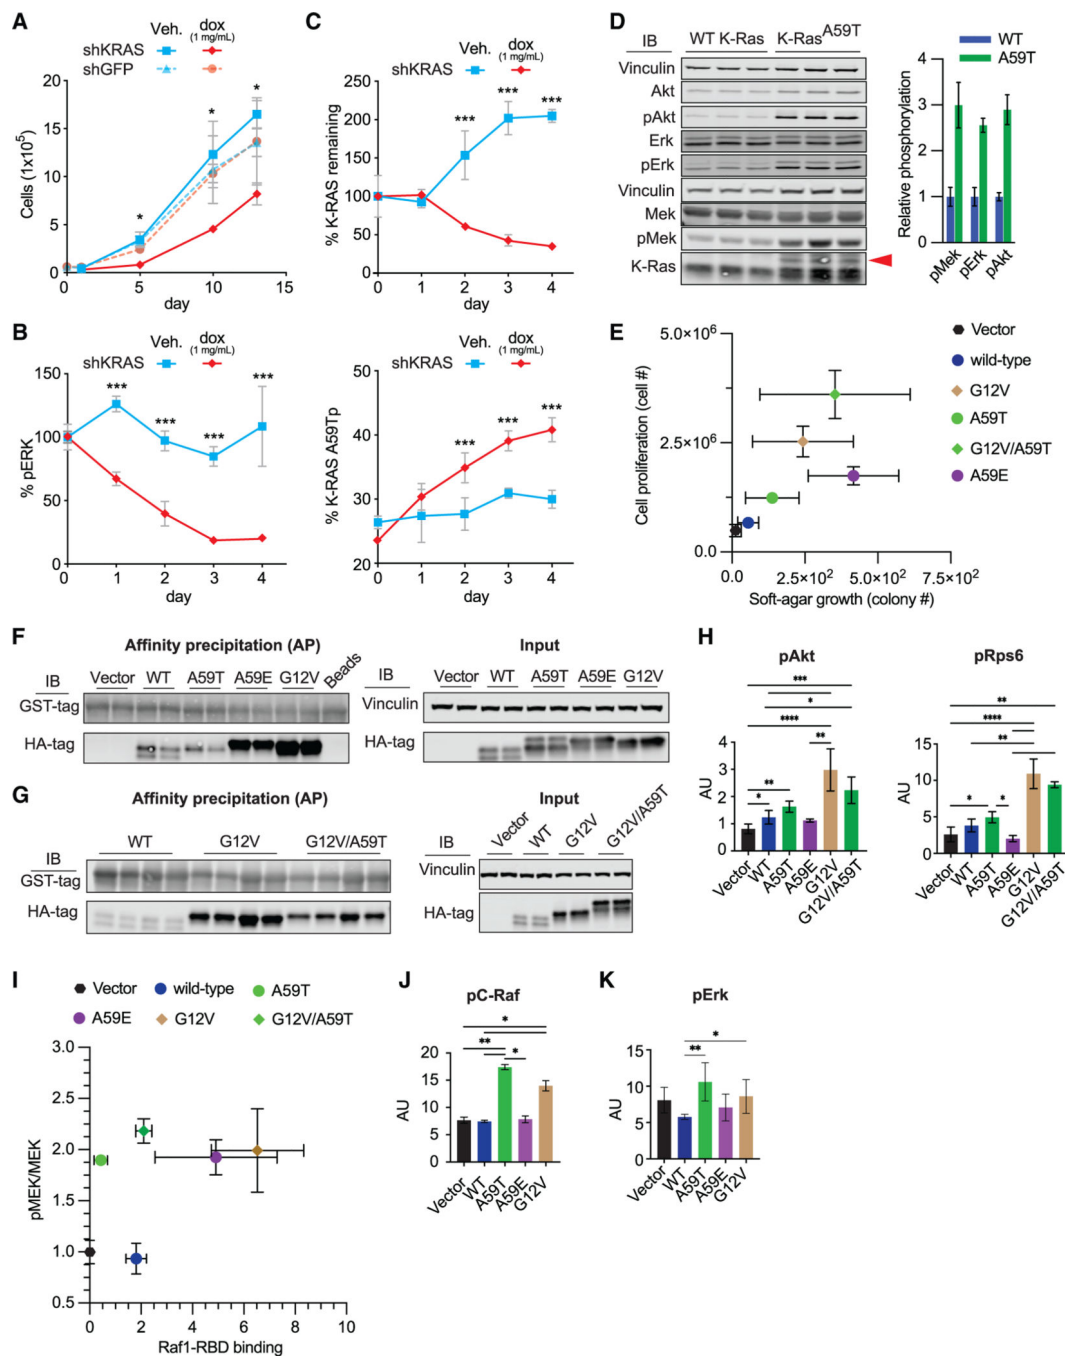 A
Veh. dox
(1 mg/mL)
shKRAS
shGFP
Cells (1x10⁵)
20
15
10
5
0
* * *
0 5 10 15
day
C
Veh. dox
(1 mg/mL)
shKRAS
% K-RAS remaining
250
200
150
100
50
0
*** *** ***
0 1 2 3 4
day
D
IB WT K-Ras K-Ras A59T
Vinculin
Akt
pAkt
Erk
pErk
Vinculin
Mek
pMek
K-Ras
WT
A59T
Relative phosphorylation
4
3
2
1
0
pMek pErk pAkt
B
Veh. dox
(1 mg/mL)
shKRAS
% pERK
150
100
50
0
*** *** *** ***
0 1 2 3 4
day
Veh. dox
(1 mg/mL)
shKRAS
% K-RAS A59Tp
50
40
30
20
*** *** ***
0 1 2 3 4
day
E
Cell proliferation (cell #)
5.0×10⁶
2.5×10⁶
0.0
0.0 2.5×10² 5.0×10² 7.5×10²
Soft-agar growth (colony #)
Vector
wild-type
G12V
A59T
G12V/A59T
A59E
F
Affinity precipitation (AP)
IB Vector WT A59T A59E G12V Beads
GST-tag
HA-tag
Input
IB Vector WT A59T A59E G12V
Vinculin
HA-tag
G
Affinity precipitation (AP)
IB WT G12V G12V/A59T
GST-tag
HA-tag
Input
IB Vector WT G12V G12V/A59T
Vinculin
HA-tag
H
pAkt
***
*
****
**
**
*
AU
4
3
2
1
0
Vector WT A59T A59E G12V G12V/A59T
pRps6
**
****
**
* *
AU
15
10
5
0
Vector WT A59T A59E G12V G12V/A59T
I
Vector wild-type A59T
A59E G12V G12V/A59T
pMEK/MEK
3.0
2.5
2.0
1.5
1.0
0.5
0 2 4 6 8 10
Raf1-RBD binding
J
pC-Raf
*
**
*
AU
20
15
10
5
0
Vector WT A59T A59E G12V
K
pErk
*
**
AU
20
15
10
5
0
Vector WT A59T A59E G12V